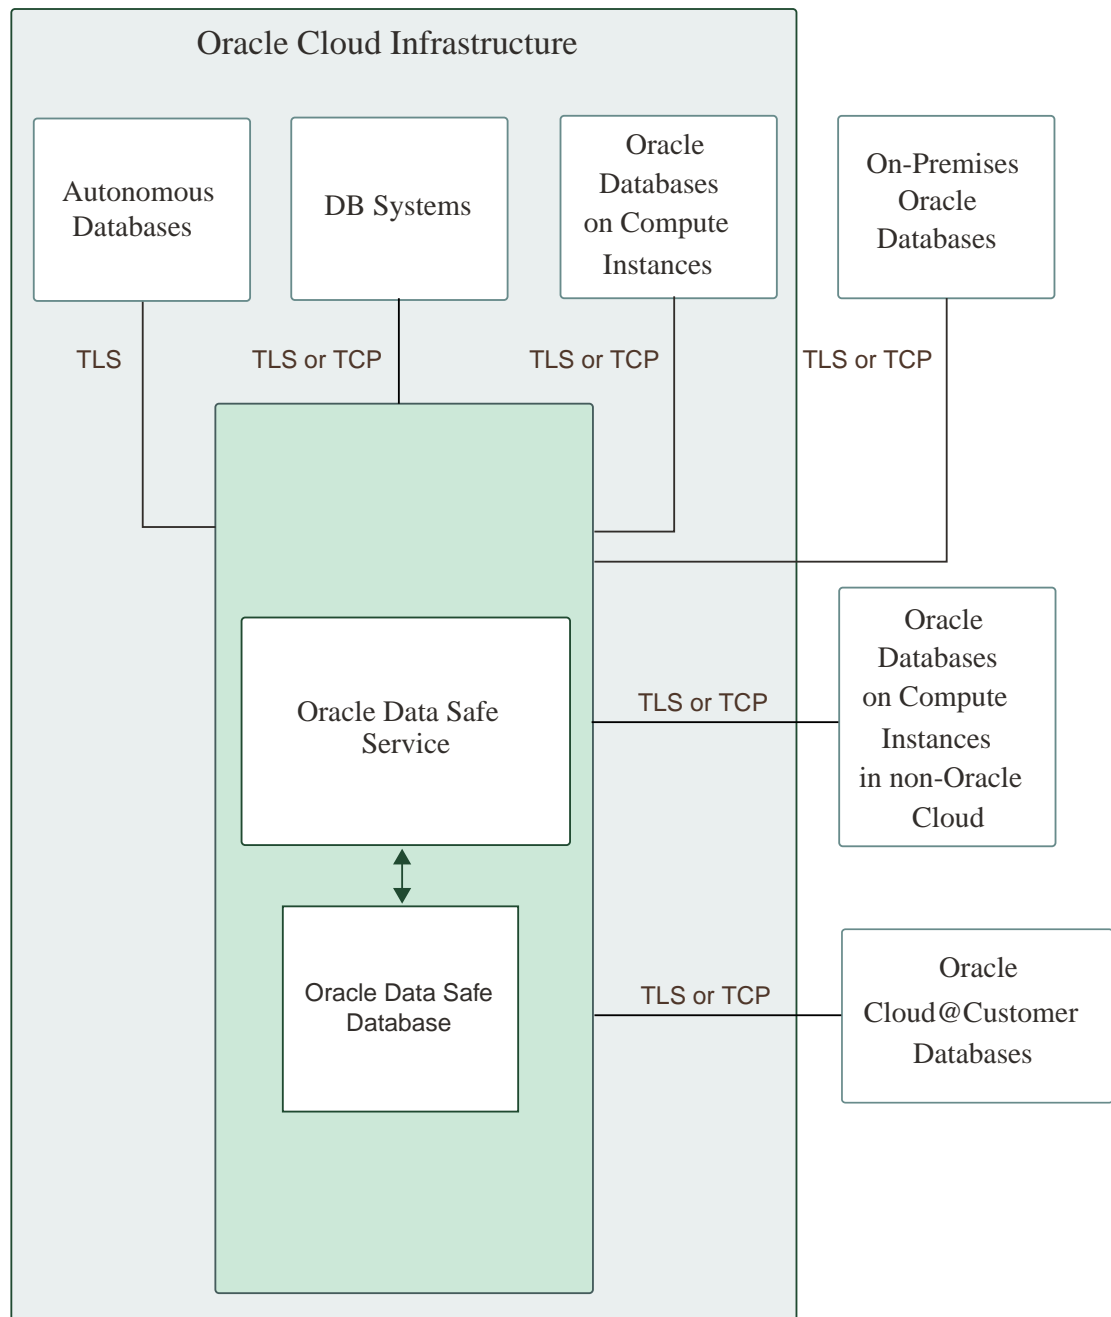 Oracle Cloud Infrastructure
Autonomous
Databases
DB Systems
Oracle
Databases
on Compute
Instances
On-Premises
Oracle
Databases
TLS
TLS or TCP
TLS or TCP
TLS or TCP
Oracle Data Safe
Service
TLS or TCP
Oracle
Databases
on Compute
Instances
in non-Oracle
Cloud
Oracle Data Safe
Database
TLS or TCP
Oracle
Cloud@Customer
Databases